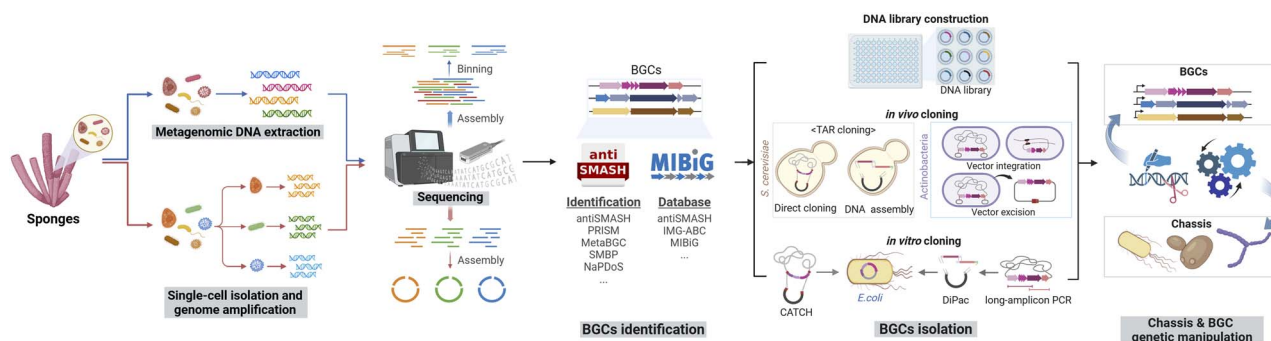 Sponges
Metagenomic DNA extraction
Single-cell isolation and
genome amplification
Binning
Assembly
Sequencing
Assembly
BGCs
anti
SMASH
MIBiG
Identification
antiSMASH
PRISM
MetaBGC
SMBP
NaPDoS
...
Database
antiSMASH
IMG-ABC
MIBiG
...
BGCs identification
DNA library construction
DNA library
in vivo cloning
<TAR cloning>
S. cerevisiae
Direct cloning
DNA assembly
Actinobacteria
Vector integration
Vector excision
in vitro cloning
CATCH
E.coli
DiPac
long-amplicon PCR
BGCs isolation
BGCs
Chassis
Chassis & BGC
genetic manipulation